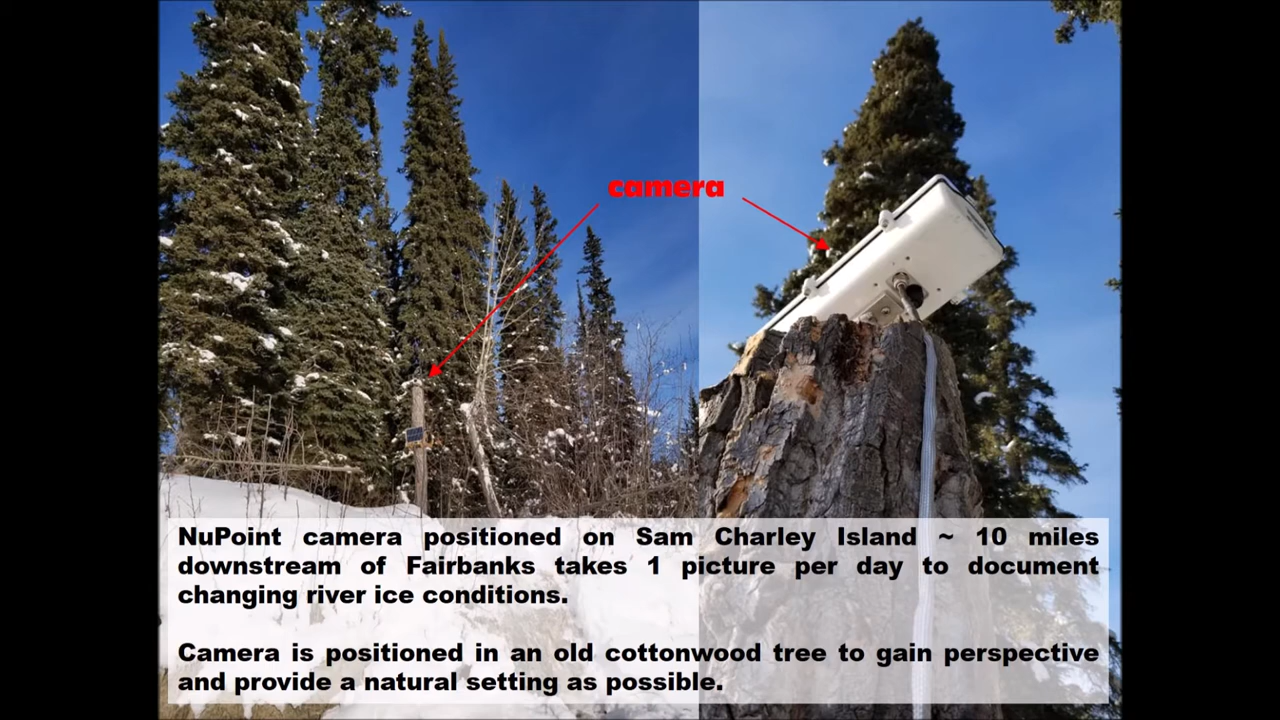 camera
NuPoint camera positioned on Sam Charley Island ~ 10 miles
downstream of Fairbanks takes 1 picture per day to document
changing river ice conditions.
Camera is positioned in an old cottonwood tree to gain perspective
and provide a natural setting as possible.